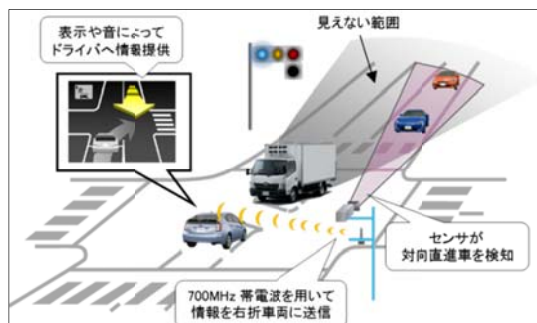 表示や音によって
ドライバへ情報提供
見えない範囲
センサが
対向直進車を検知
700MHz 帯電波を用いて
情報を右折車両に送信